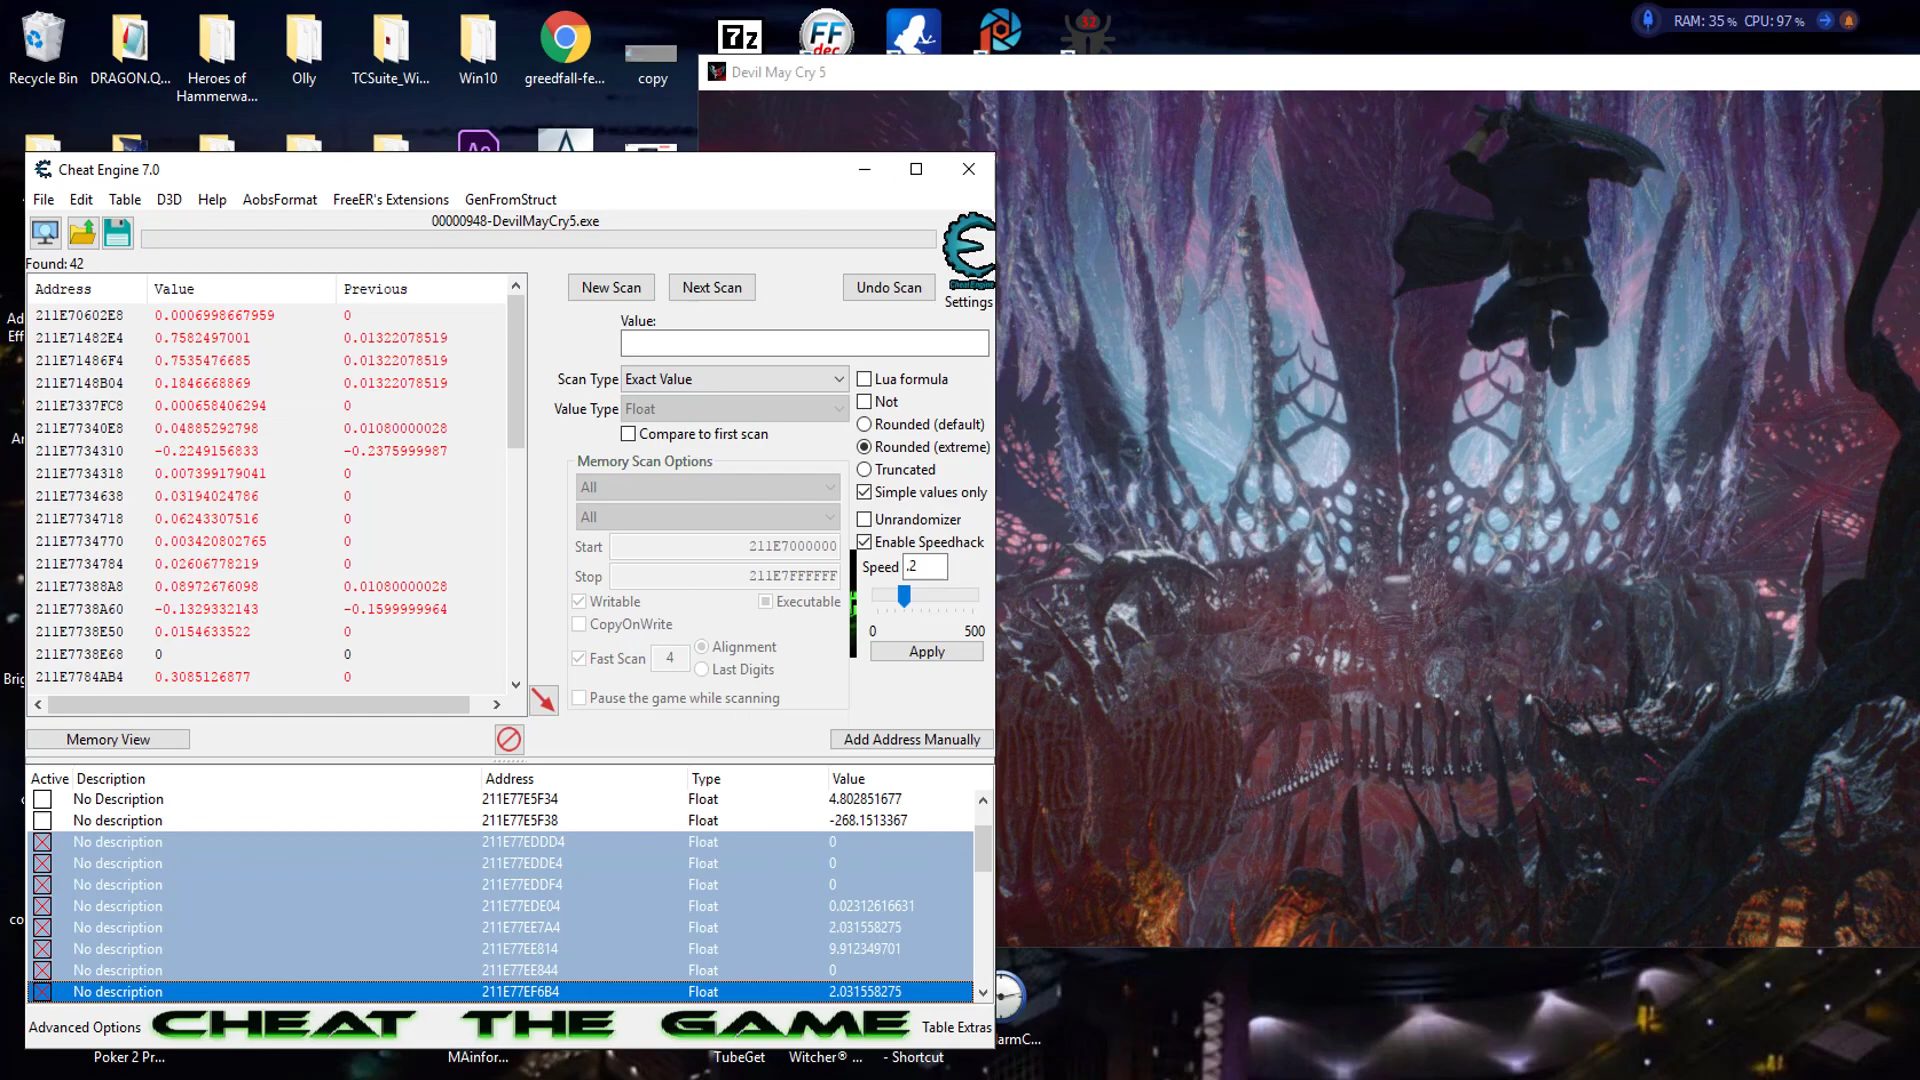 RAM: 35 % CPU: 97 %
32
7z
FF
dec
Recycle Bin
DRAGON.Q...
Heroes of
Hammerwa...
Olly
TCSuite_Wi...
Win10
greedfall-fe...
copy
Devil May Cry 5
Cheat Engine 7.0
File Edit Table D3D Help AobsFormat FreeER's Extensions GenFromStruct
00000948-DevilMayCry5.exe
Found: 42
Address Value Previous
211E70602E8 0.0006998667959 0
211E71482E4 0.7582497001 0.01322078519
211E71486F4 0.7535476685 0.01322078519
211E7148B04 0.1846668869 0.01322078519
211E7337FC8 0.000658406294 0
211E77340E8 0.04885292798 0.01080000028
211E7734310 -0.2249156833 -0.2375999987
211E7734318 0.007399179041 0
211E7734638 0.03194024786 0
211E7734718 0.06243307516 0
211E7734770 0.003420802765 0
211E7734784 0.02606778219 0
211E77388A8 0.08972676098 0.01080000028
211E7738A60 -0.1329332143 -0.1599999964
211E7738E50 0.0154633522 0
211E7738E68 0 0
211E7784AB4 0.3085126877 0
New Scan Next Scan Undo Scan
Settings
Value:
Scan Type Exact Value
Value Type Float
Compare to first scan
Lua formula
Not
Rounded (default)
Rounded (extreme)
Truncated
Simple values only
Unrandomizer
Enable Speedhack
Speed .2
0 500
Apply
Memory Scan Options
All
All
Start 211E7000000
Stop 211E7FFFFFF
Writable Executable
CopyOnWrite
Fast Scan 4 Alignment
Last Digits
Pause the game while scanning
Memory View
Add Address Manually
Active Description Address Type Value
No Description 211E77E5F34 Float 4.802851677
No description 211E77E5F38 Float -268.1513367
No description 211E77EDDD4 Float 0
No description 211E77EDDE4 Float 0
No description 211E77EDDF4 Float 0
No description 211E77EDE04 Float 0.02312616631
No description 211E77EE7A4 Float 2.031558275
No description 211E77EE814 Float 9.912349701
No description 211E77EE844 Float 0
No description 211E77EF6B4 Float 2.031558275
Advanced Options CHEAT THE GAME Table Extras
Poker 2 Pr...
MAinfor...
TubeGet
Witcher® ...
- Shortcut
armC...